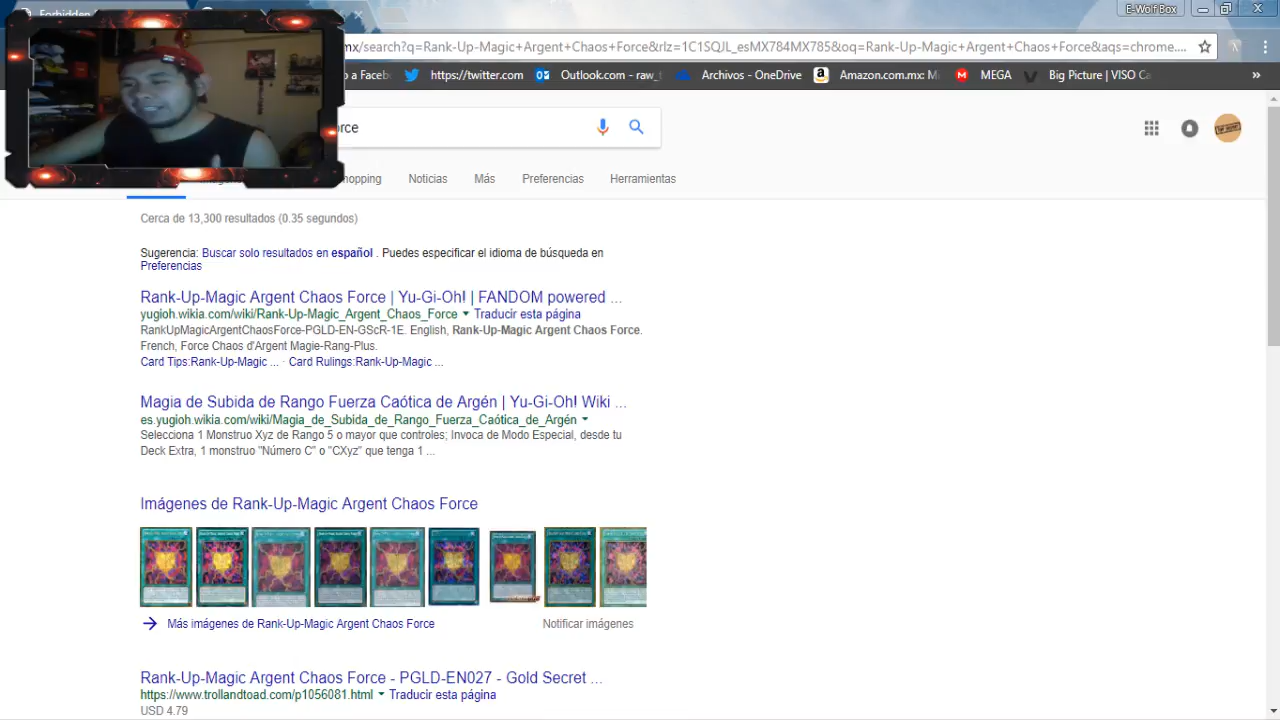 Forbidden
E-Wolf Box
mx/search?q=Rank-Up-Magic+Argent+Chaos+Force&rlz=1C1SQJL_esMX784MX785&oq=Rank-Up-Magic+Argent+Chaos+Force&aqs=chrome....
o a Faceb
https://twitter.com
Outlook.com - raw_t
Archivos - OneDrive
Amazon.com.mx: M
MEGA
Big Picture | VISO Ca
»
orce
hopping
Noticias
Más
Preferencias
Herramientas
Cerca de 13,300 resultados (0.35 segundos)
Sugerencia: Buscar solo resultados en español . Puedes especificar el idioma de búsqueda en
Preferencias
Rank-Up-Magic Argent Chaos Force | Yu-Gi-Oh! | FANDOM powered ...
yugioh.wikia.com/wiki/Rank-Up-Magic_Argent_Chaos_Force ▾ Traducir esta página
RankUpMagicArgentChaosForce-PGLD-EN-GScR-1E. English, Rank-Up-Magic Argent Chaos Force.
French, Force Chaos d'Argent Magie-Rang-Plus.
Card Tips:Rank-Up-Magic ... · Card Rulings:Rank-Up-Magic ...
Magia de Subida de Rango Fuerza Caótica de Argén | Yu-Gi-Oh! Wiki ...
es.yugioh.wikia.com/wiki/Magia_de_Subida_de_Rango_Fuerza_Caótica_de_Argén ▾
Selecciona 1 Monstruo Xyz de Rango 5 o mayor que controles; Invoca de Modo Especial, desde tu
Deck Extra, 1 monstruo "Número C" o "CXyz" que tenga 1 ...
Imágenes de Rank-Up-Magic Argent Chaos Force
Más imágenes de Rank-Up-Magic Argent Chaos Force
Notificar imágenes
Rank-Up-Magic Argent Chaos Force - PGLD-EN027 - Gold Secret ...
https://www.trollandtoad.com/p1056081.html ▾ Traducir esta página
USD 4.79